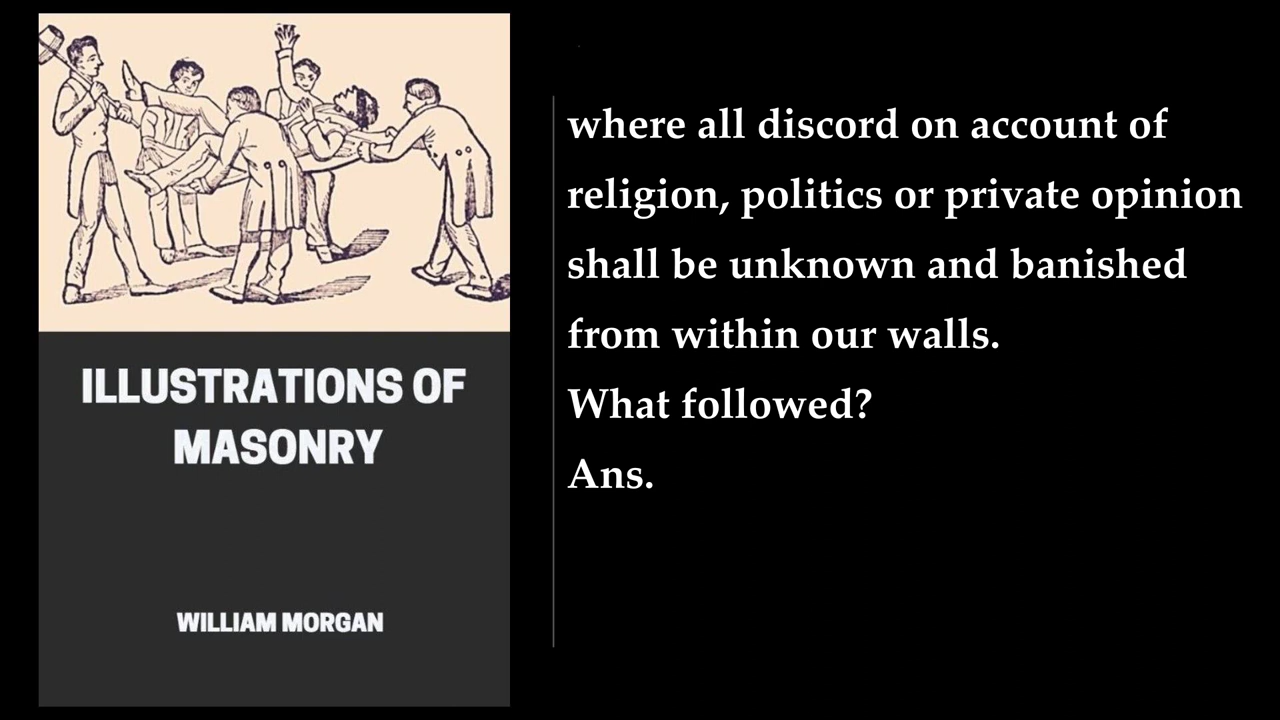 ILLUSTRATIONS OF
MASONRY
WILLIAM MORGAN
where all discord on account of
religion, politics or private opinion
shall be unknown and banished
from within our walls.
What followed?
Ans.